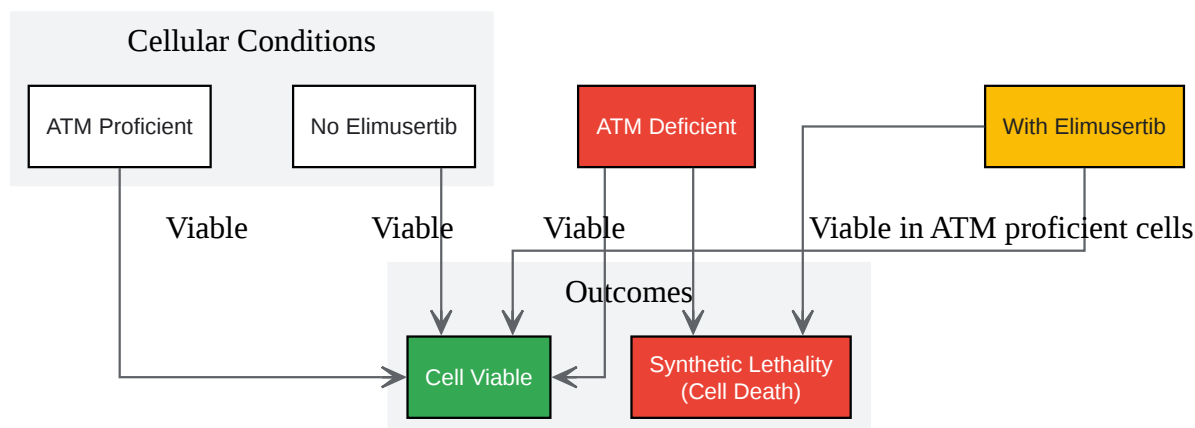 Cellular Conditions
ATM Proficient
No Elimusertib
ATM Deficient
With Elimusertib
Viable
Viable
Viable
Viable in ATM proficient cells
Outcomes
Cell Viable
Synthetic Lethality
(Cell Death)